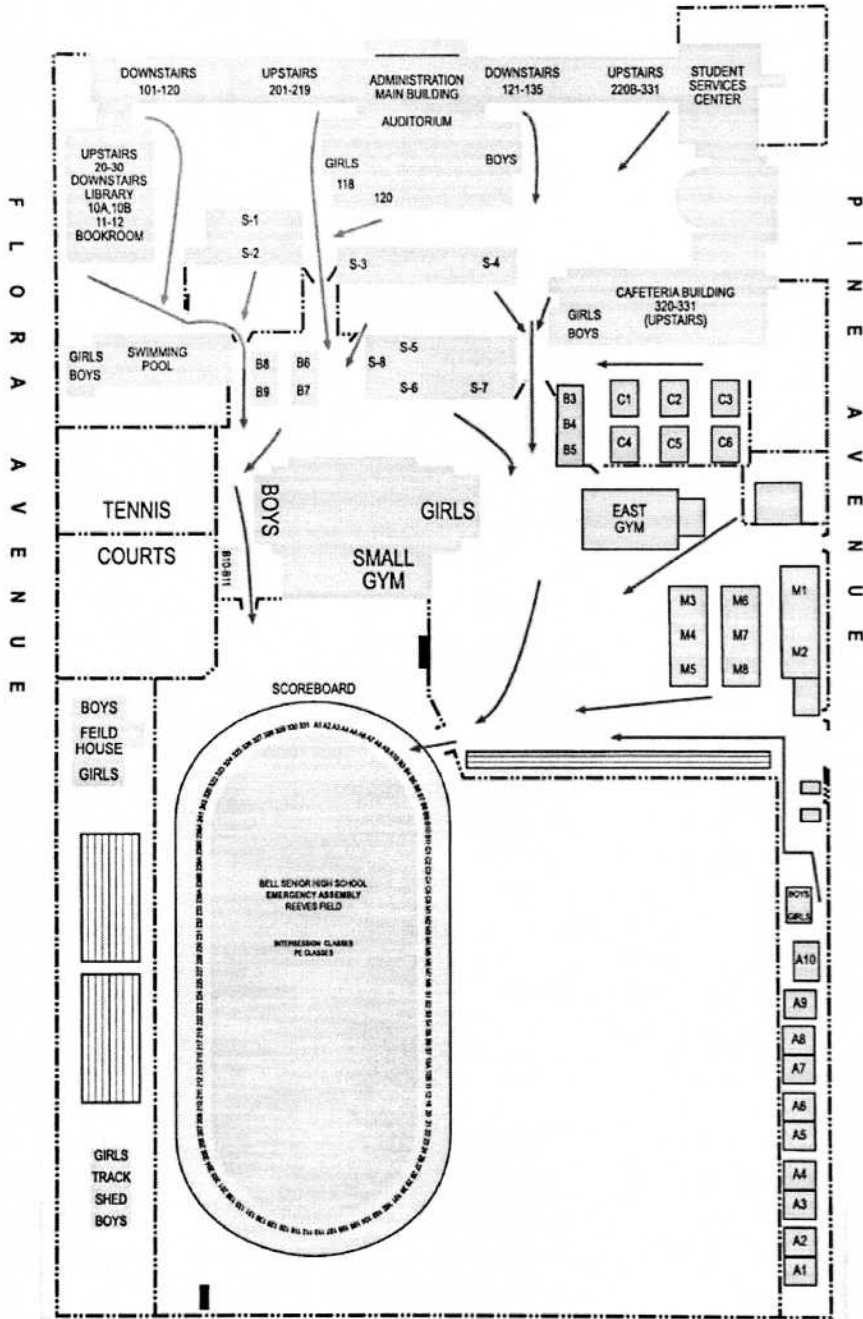 DOWNSTAIRS
101-120
UPSTAIRS
201-219
ADMINISTRATION
MAIN BUILDING
AUDITORIUM
DOWNSTAIRS
121-135
UPSTAIRS
220B-331
STUDENT
SERVICES
CENTER
UPSTAIRS
20-30
DOWNSTAIRS
LIBRARY
10A, 10B
11-12
BOOKROOM
GIRLS
118
120
BOYS
S-1
S-2
S-3
S-4
FLORA AVENUE
PINE AVENUE
CAFETERIA BUILDING
320-331
(UPSTAIRS)
GIRLS
BOYS
GIRLS
BOYS
SWIMMING
POOL
B8
B6
B9
B7
S-5
S-8
S-6
S-7
B3
B4
B5
C1
C2
C3
C4
C5
C6
TENNIS
COURTS
BOYS
GIRLS
SMALL
GYM
B10-B11
EAST
GYM
M3
M6
M1
M4
M7
M2
M5
M8
SCOREBOARD
BOYS
FEILD
HOUSE
GIRLS
BELL SENIOR HIGH SCHOOL
EMERGENCY ASSEMBLY
REEVES FIELD
INTERSESSION CLASSES
PE CLASSES
BOYS
GIRLS
A10
A9
A8
A7
A6
A5
A4
A3
A2
A1
GIRLS
TRACK
SHED
BOYS